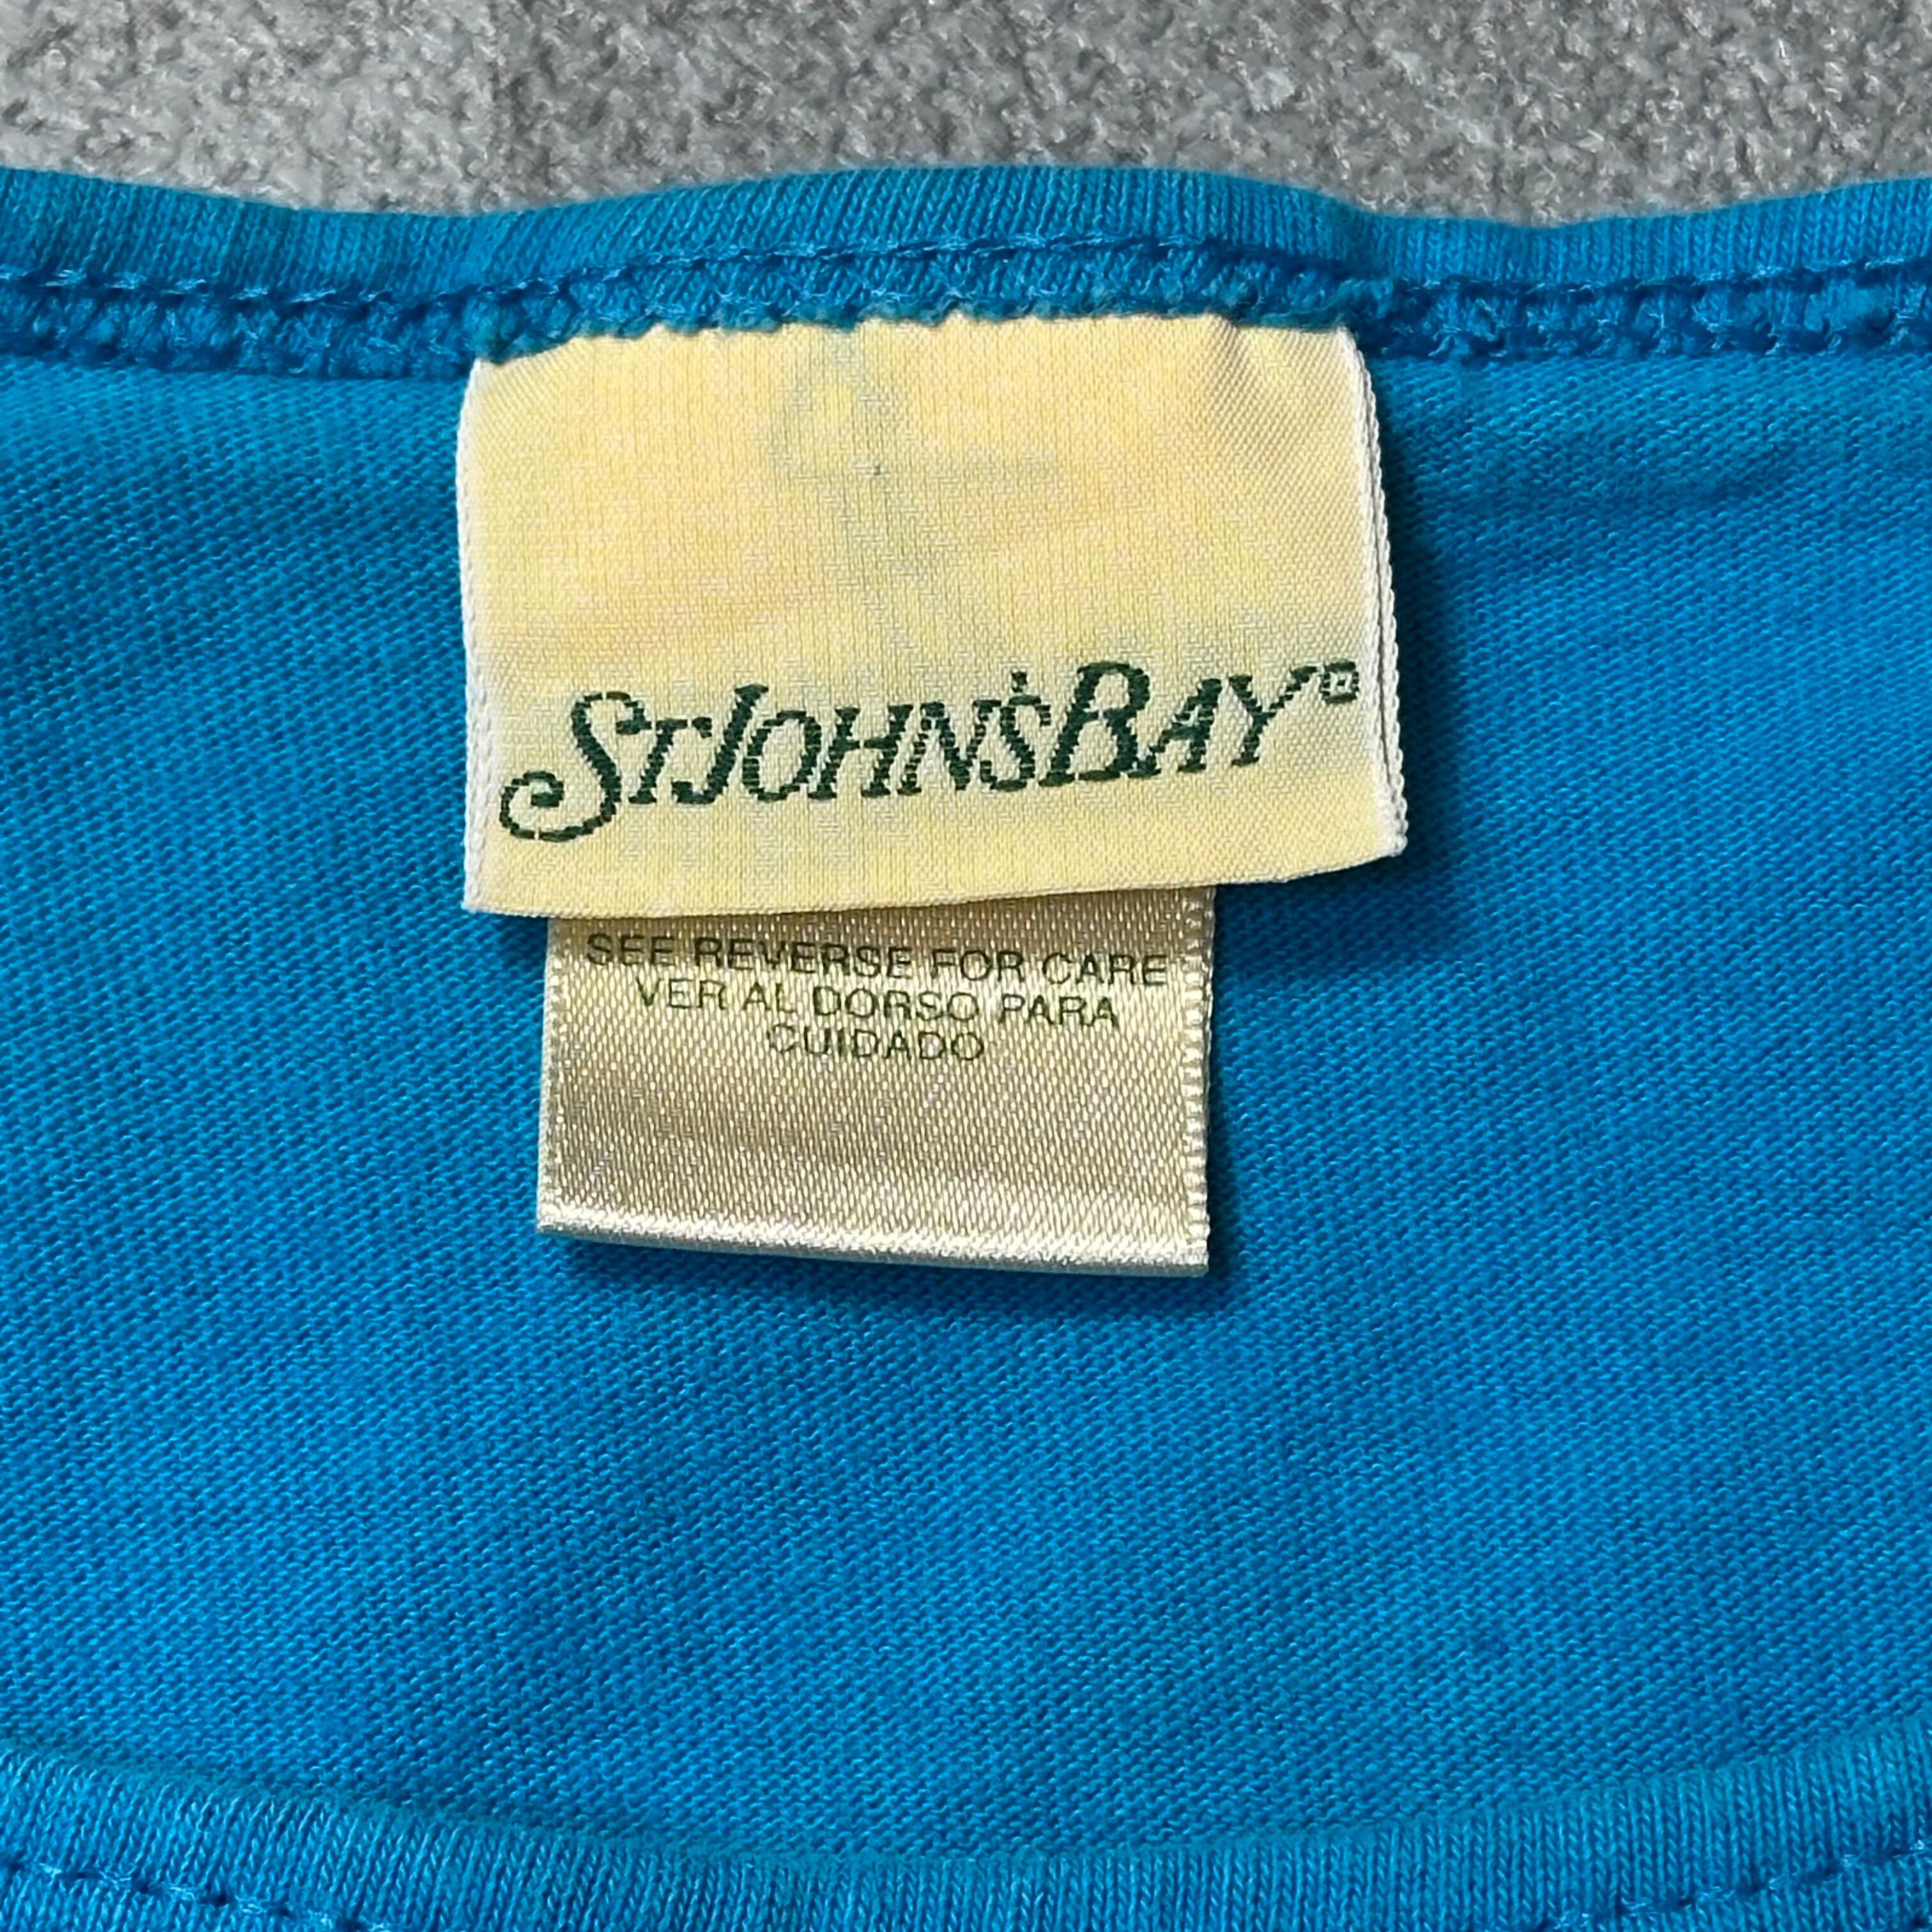 ST. JOHN'S BAY®
SEE REVERSE FOR CARE
VER AL DORSO PARA
CUIDADO